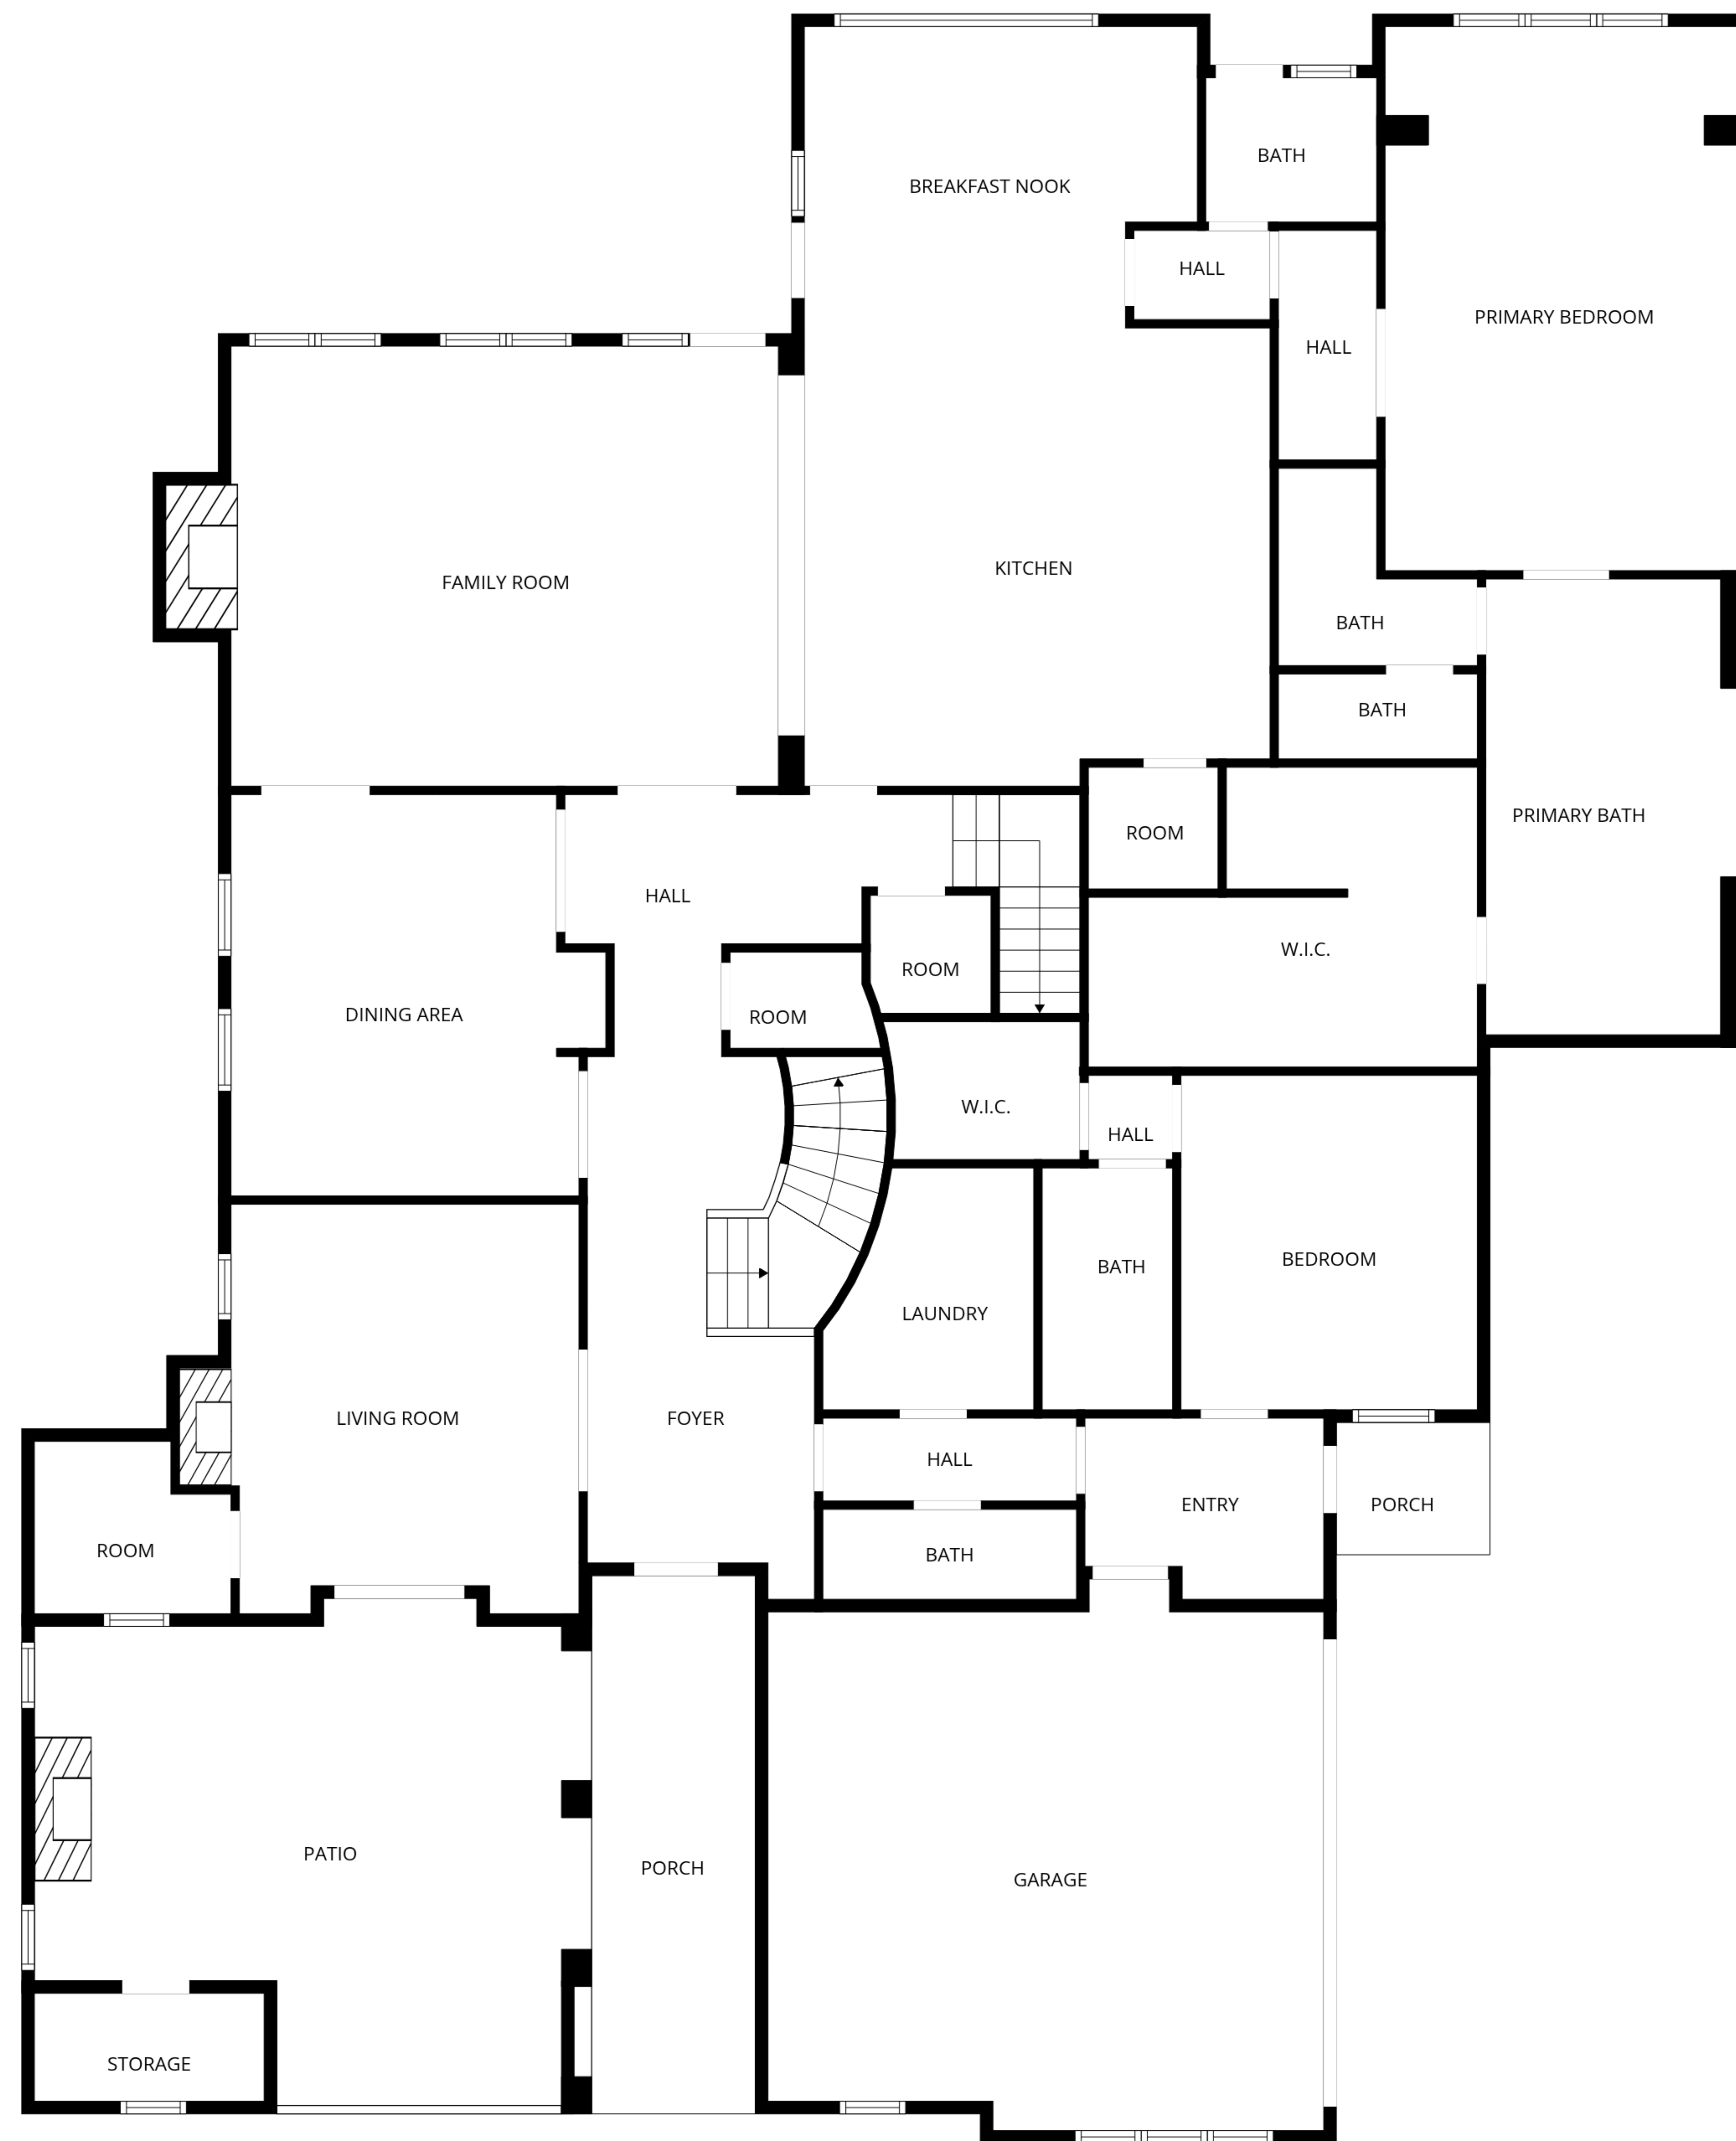 BATH
BREAKFAST NOOK
HALL
PRIMARY BEDROOM
HALL
KITCHEN
FAMILY ROOM
BATH
BATH
PRIMARY BATH
ROOM
HALL
W.I.C.
ROOM
DINING AREA
ROOM
W.I.C.
HALL
BEDROOM
BATH
LAUNDRY
LIVING ROOM
FOYER
HALL
ENTRY
PORCH
ROOM
BATH
PATIO
PORCH
GARAGE
STORAGE